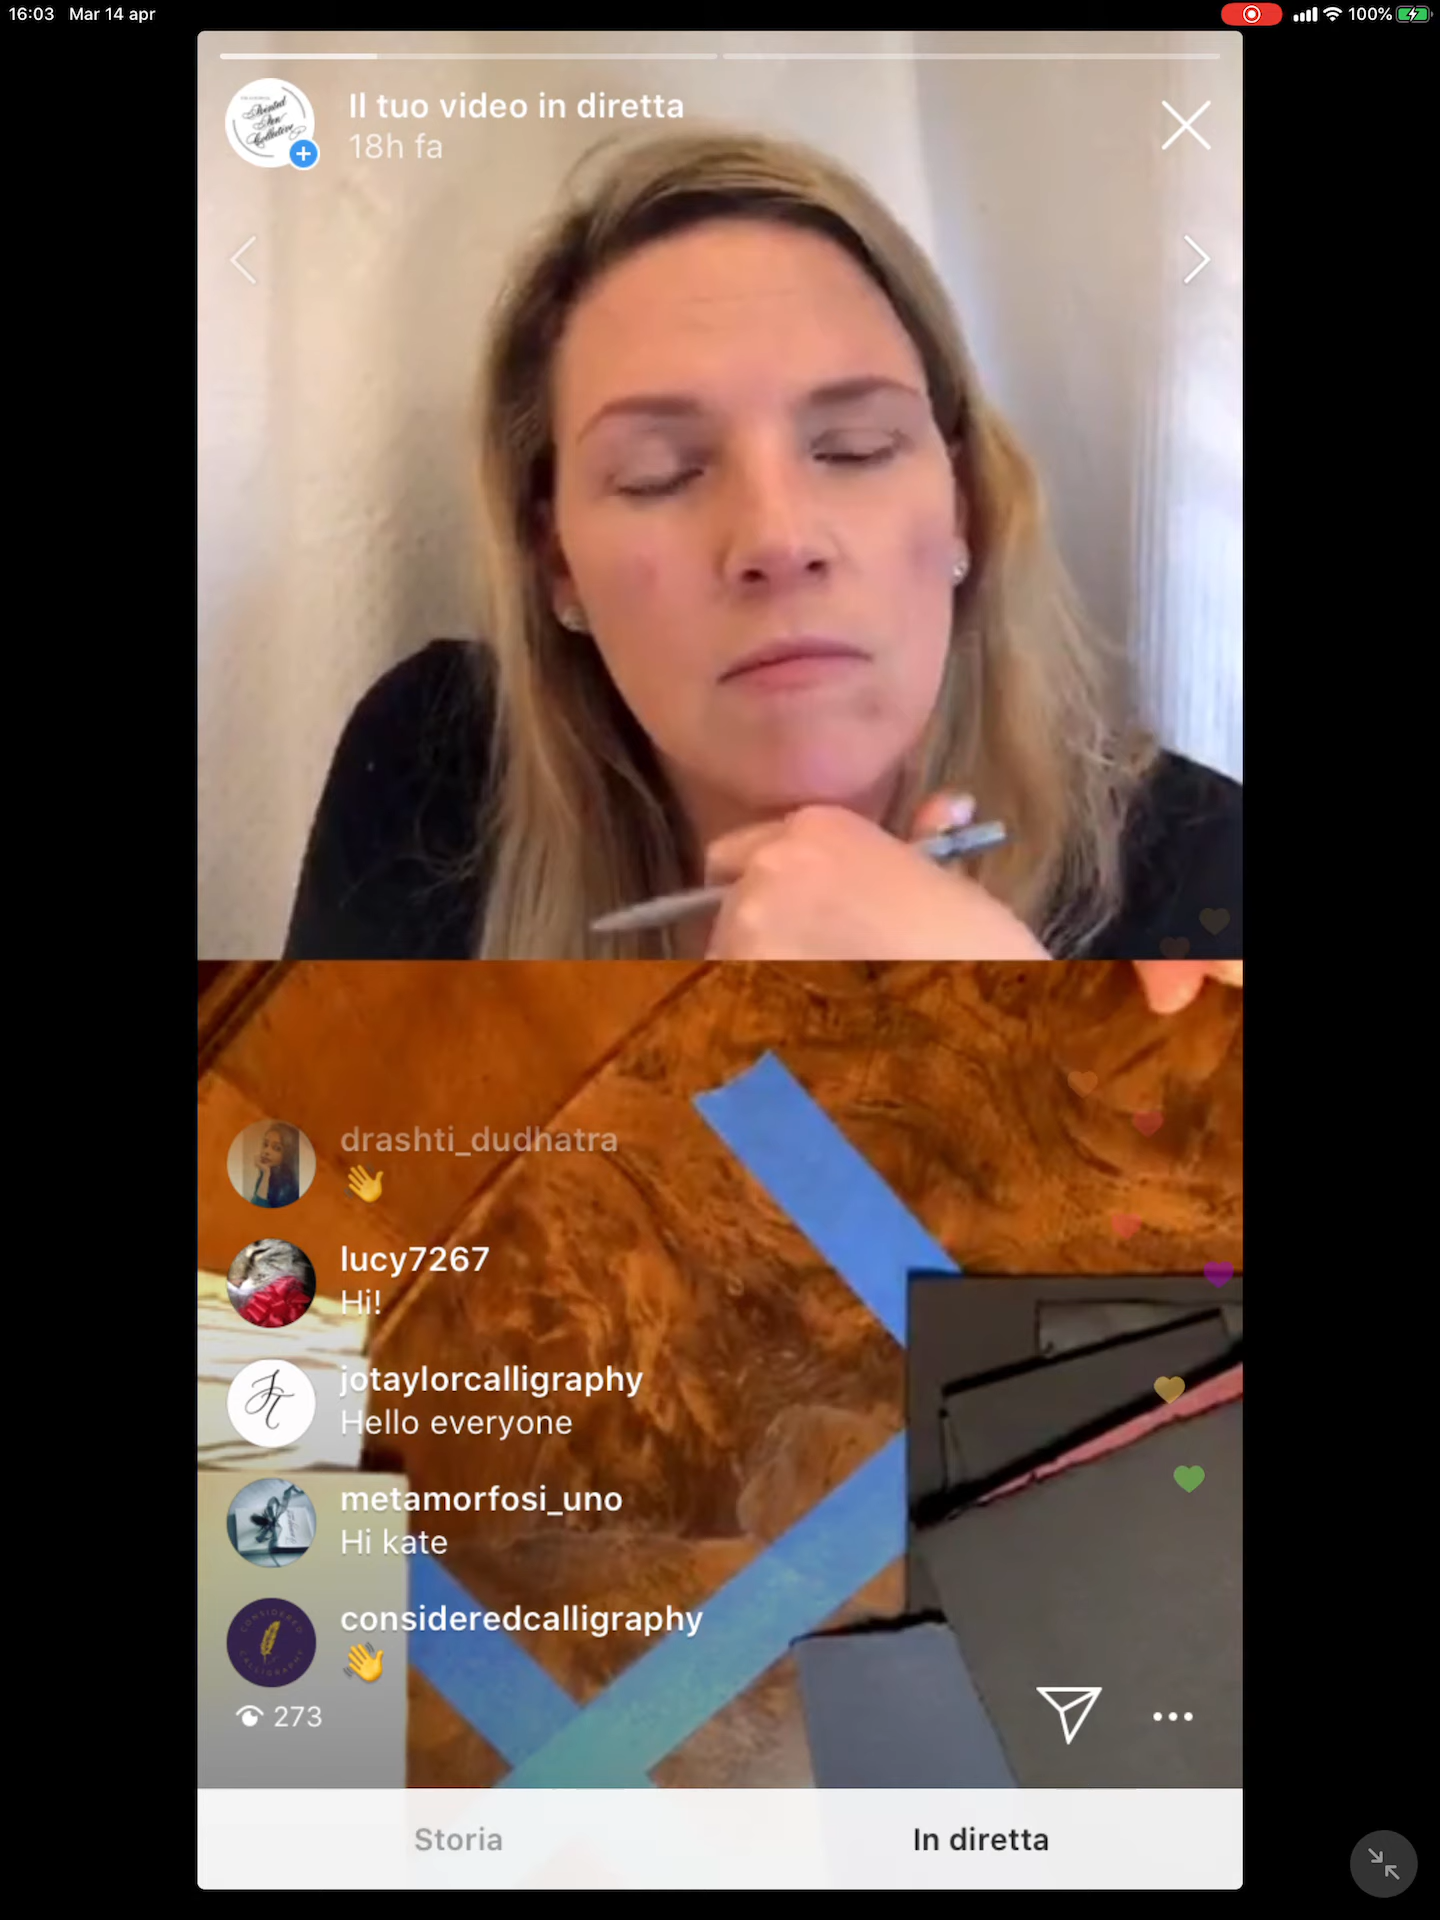 16:03 Mar 14 apr
100%
Il tuo video in diretta
18h fa
drashti_dudhatra
👋
lucy7267
Hi!
jotaylorcalligraphy
Hello everyone
metamorfosi_uno
Hi kate
consideredcalligraphy
👋
273
Storia
In diretta